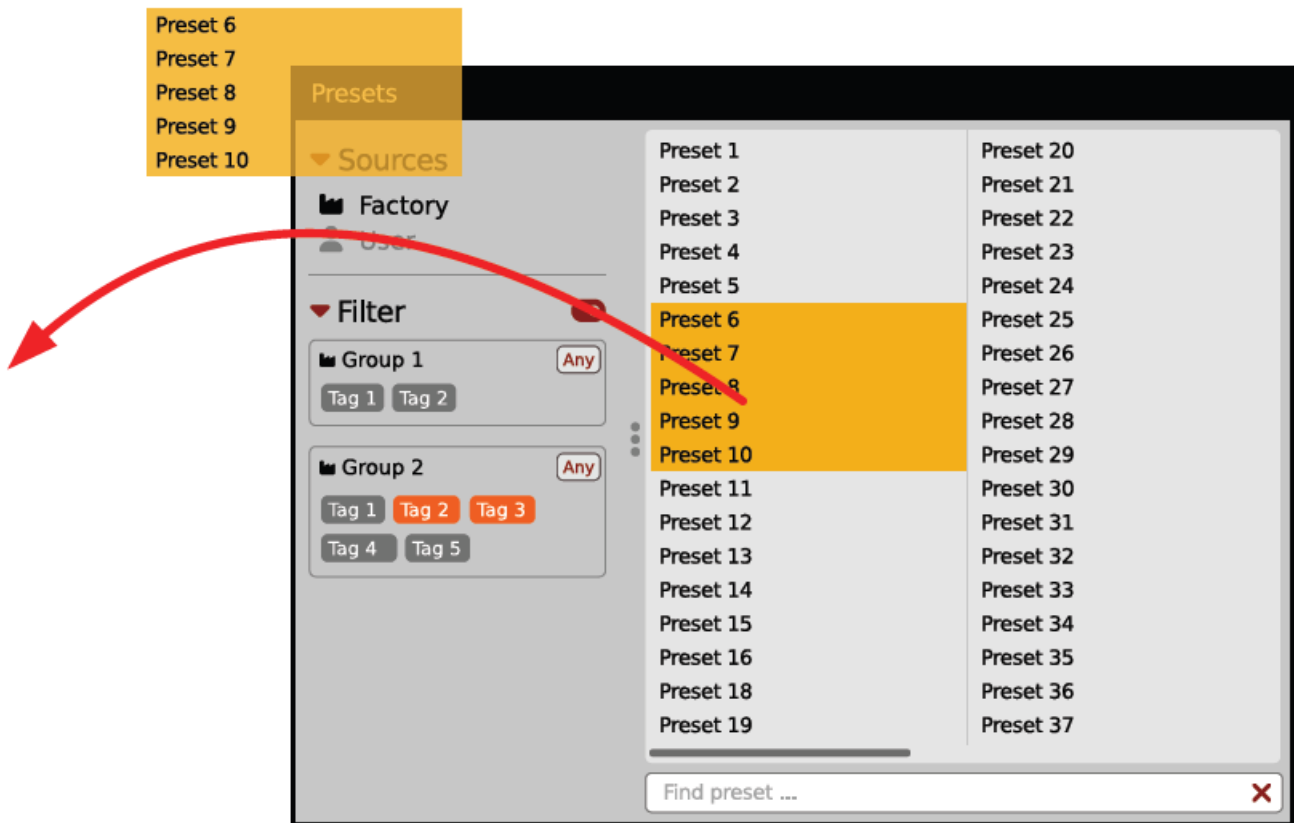 Preset 6
Preset 7
Preset 8
Preset 9
Preset 10
Presets
Sources
Factory
User
Filter
Group 1
Any
Tag 1 Tag 2
Group 2
Any
Tag 1 Tag 2 Tag 3
Tag 4 Tag 5
Preset 1
Preset 2
Preset 3
Preset 4
Preset 5
Preset 6
Preset 7
Preset 8
Preset 9
Preset 10
Preset 11
Preset 12
Preset 13
Preset 14
Preset 15
Preset 16
Preset 18
Preset 19
Preset 20
Preset 21
Preset 22
Preset 23
Preset 24
Preset 25
Preset 26
Preset 27
Preset 28
Preset 29
Preset 30
Preset 31
Preset 32
Preset 33
Preset 34
Preset 35
Preset 36
Preset 37
Find preset ...